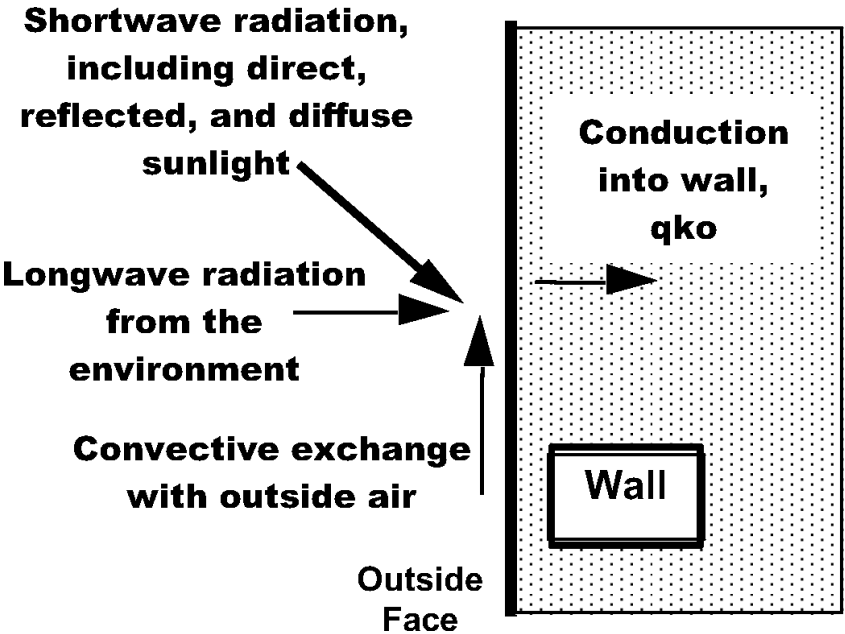 Shortwave radiation,
including direct,
reflected, and diffuse
sunlight
Longwave radiation
from the
environment
Convective exchange
with outside air
Outside
Face
Conduction
into wall,
qko
Wall